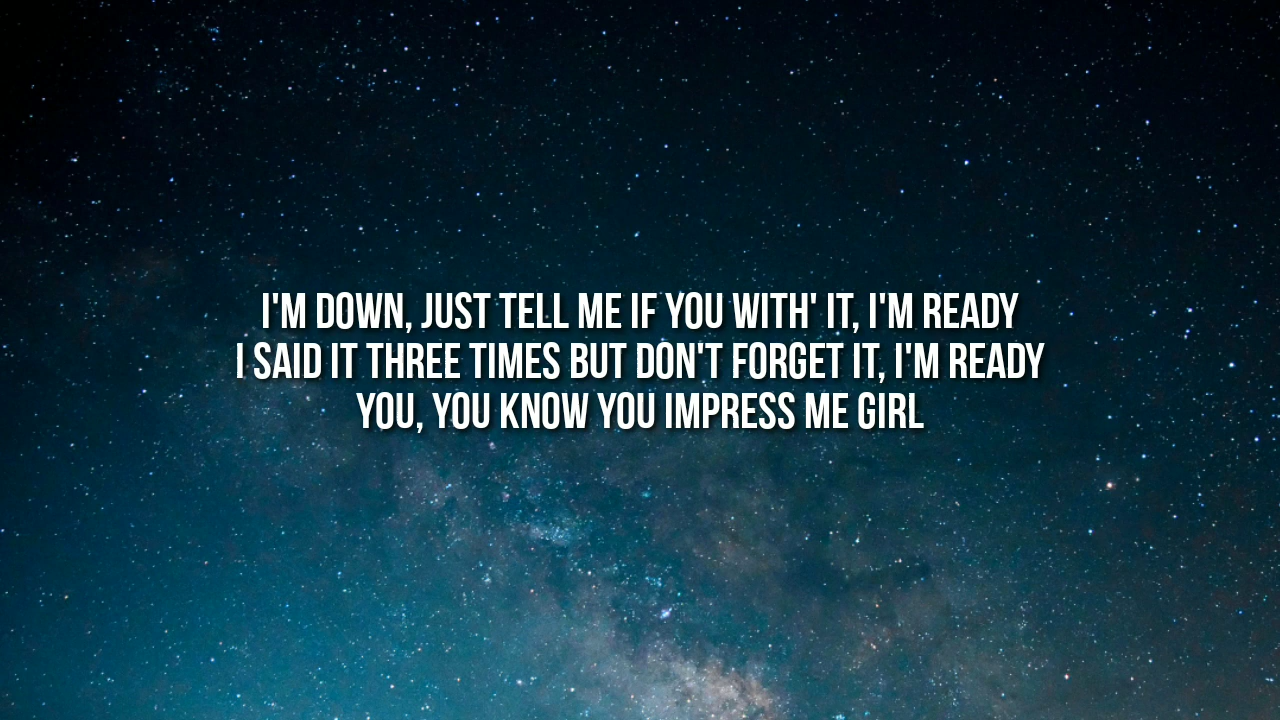 I'M DOWN, JUST TELL ME IF YOU WITH' IT, I'M READY
I SAID IT THREE TIMES BUT DON'T FORGET IT, I'M READY
YOU, YOU KNOW YOU IMPRESS ME GIRL